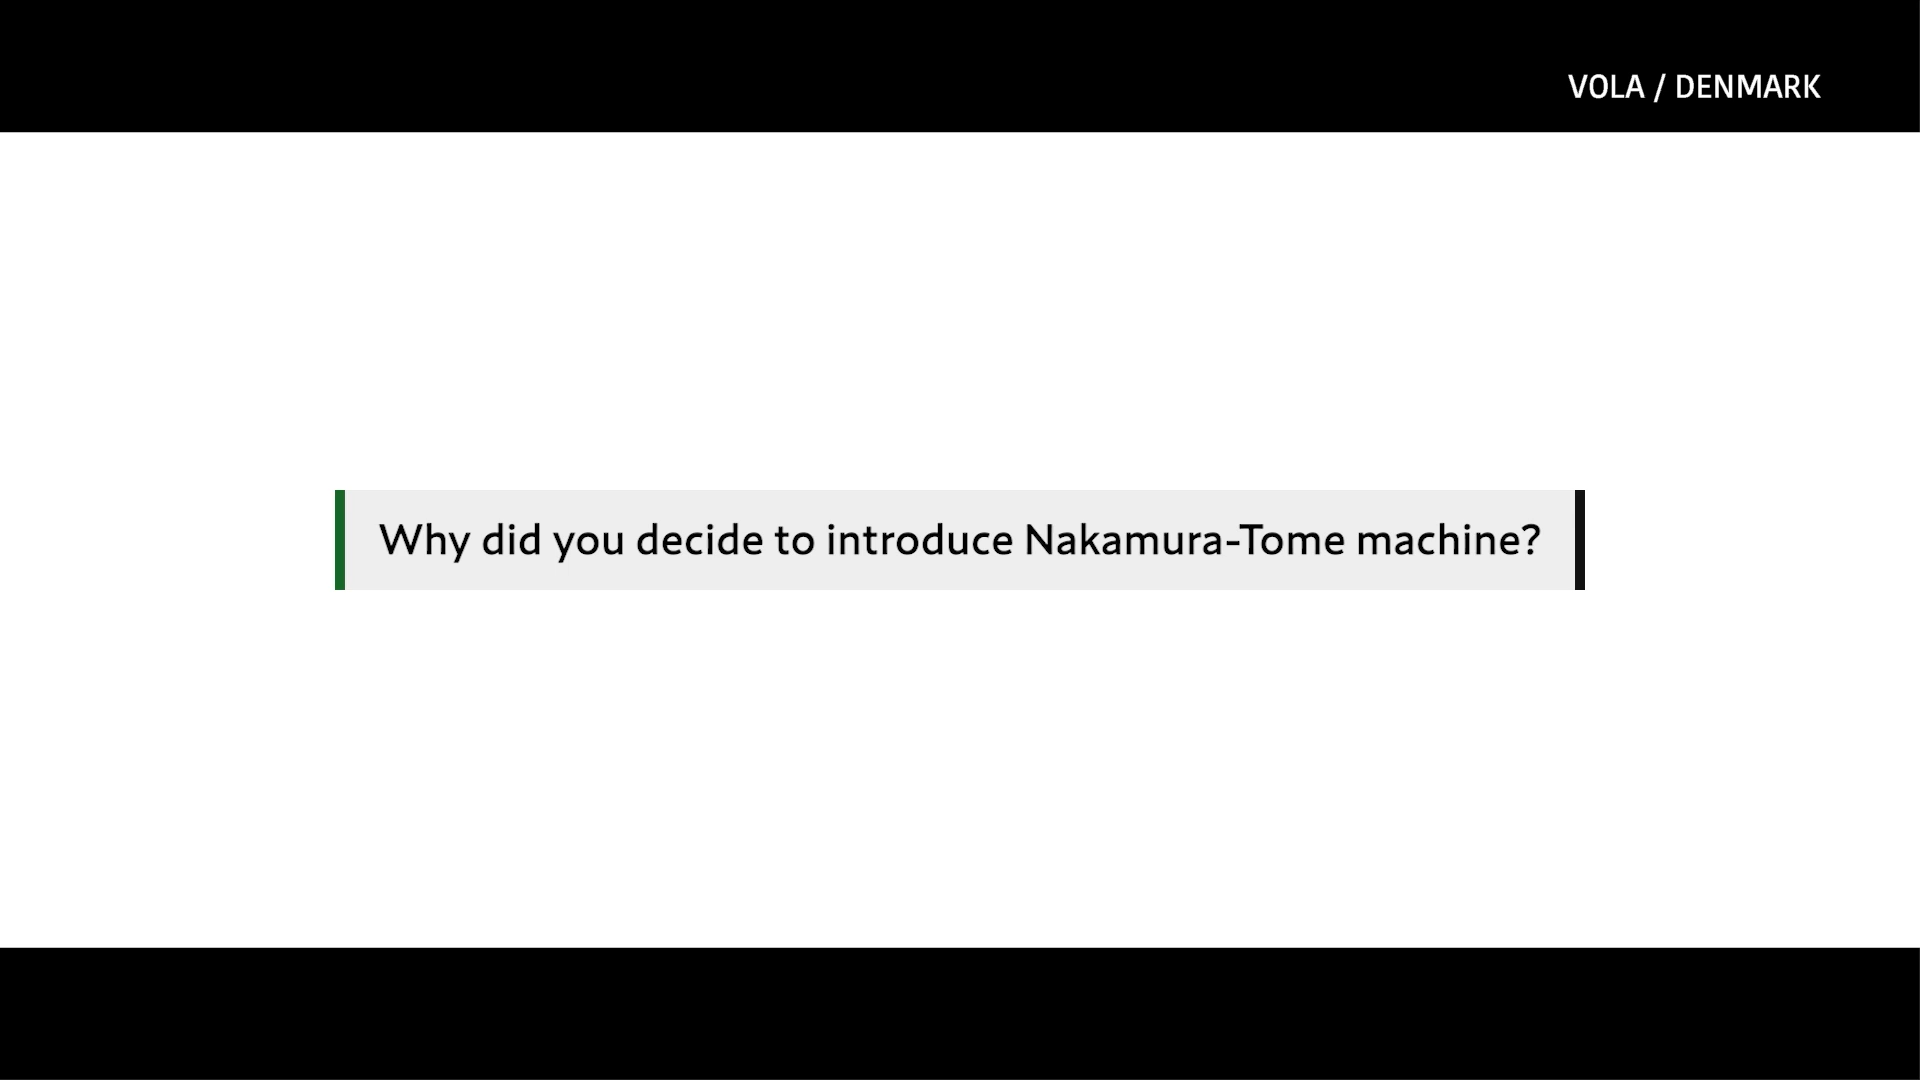 VOLA / DENMARK
Why did you decide to introduce Nakamura-Tome machine?